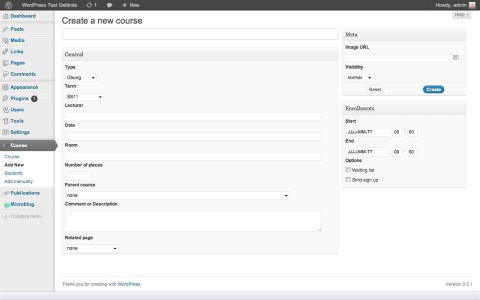 WordPress Test Gelände
1
+ New
Howdy, admin
Help
Dashboard
Posts
Media
Links
Pages
Comments
Appearance
Plugins 1
Users
Tools
Settings
Course
Course
Add New
Students
Add manually
Publications
Microblog
Collapse menu
Create a new course
General
Type
Übung
Term
SS11
Lecturer
Date
Room
Number of places
Parent course
none
Comment or Description
Related page
none
Meta
Image URL
Visibility
normal
Reset
Create
Enrollments
Start
JJJJ-MM-TT 00 : 00
End
JJJJ-MM-TT 00 : 00
Options
Waiting list
Strict sign up
Thank you for creating with WordPress.
Version 3.3.1